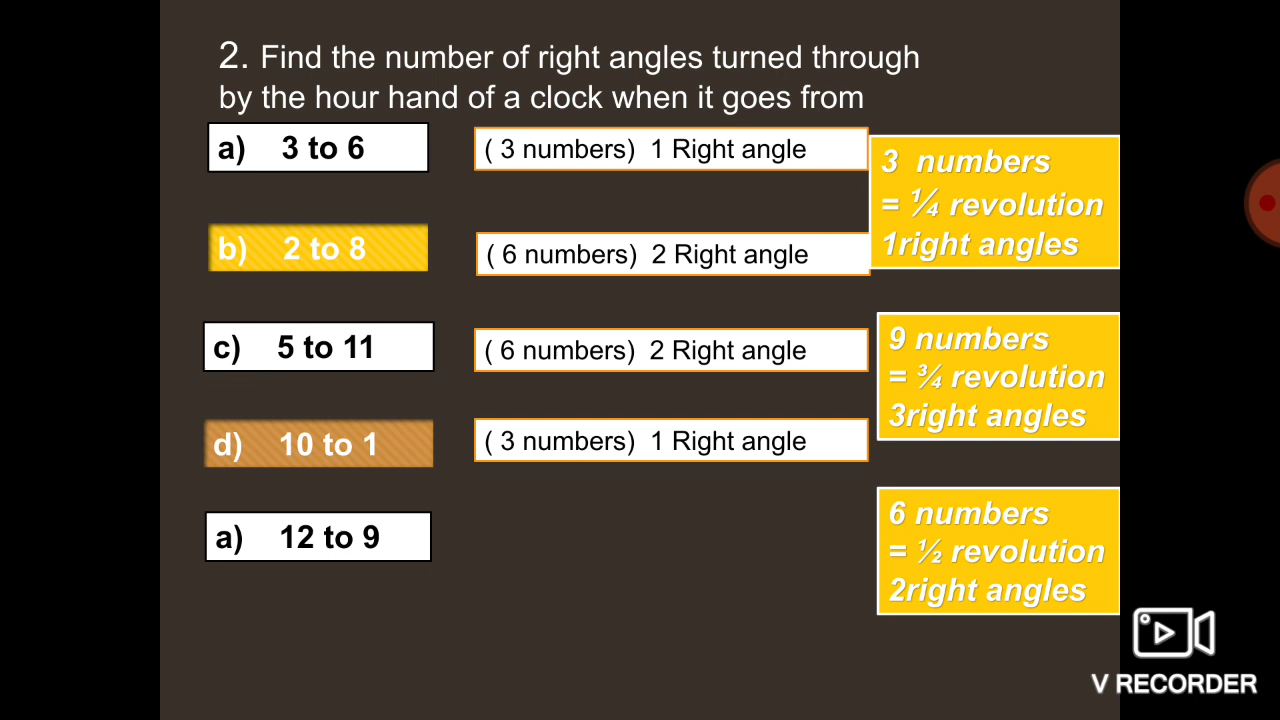 2. Find the number of right angles turned through
by the hour hand of a clock when it goes from
a) 3 to 6
( 3 numbers) 1 Right angle
3 numbers
= ¼ revolution
1right angles
b) 2 to 8
( 6 numbers) 2 Right angle
c) 5 to 11
( 6 numbers) 2 Right angle
9 numbers
= ¾ revolution
3right angles
d) 10 to 1
( 3 numbers) 1 Right angle
a) 12 to 9
6 numbers
= ½ revolution
2right angles
V RECORDER